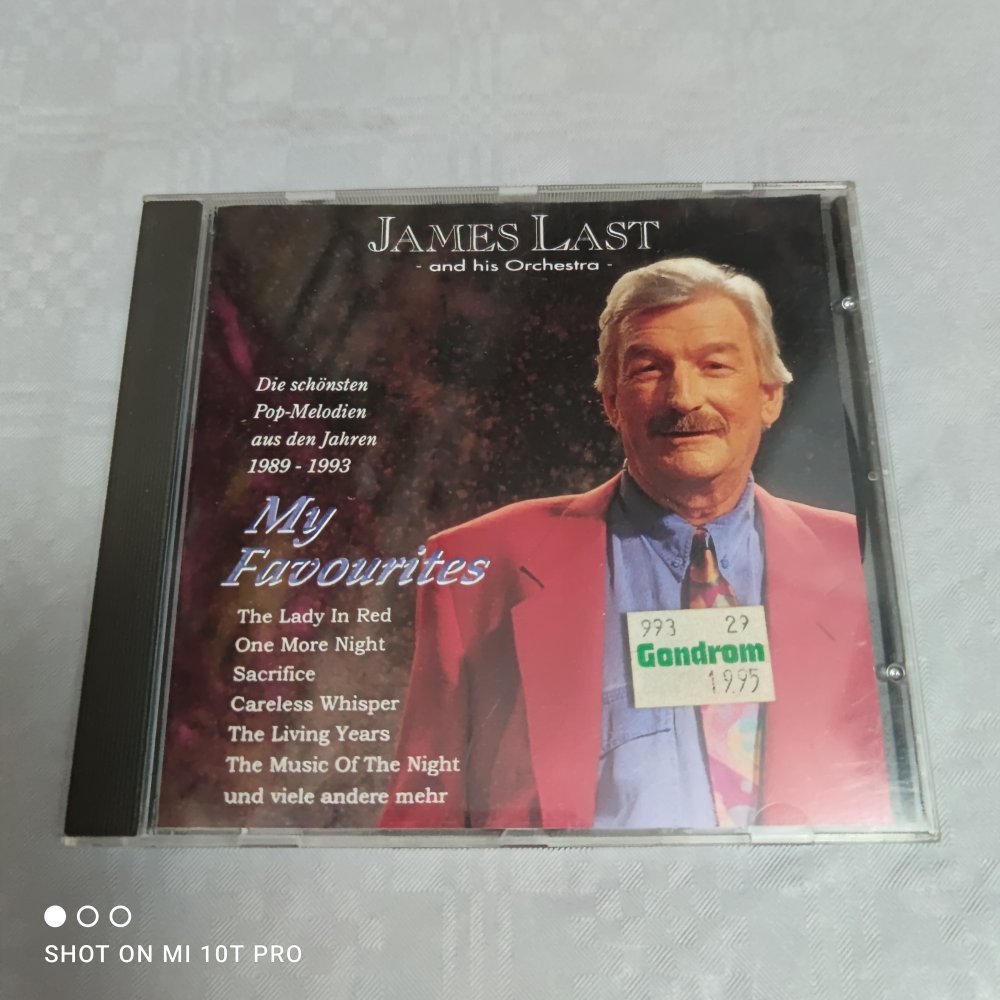 JAMES LAST
- and his Orchestra -
Die schönsten
Pop-Melodien
aus den Jahren
1989 - 1993
My
Favourites
The Lady In Red
One More Night
Sacrifice
Careless Whisper
The Living Years
The Music Of The Night
und viele andere mehr
993 27
Gondrom
19.95
SHOT ON MI 10T PRO